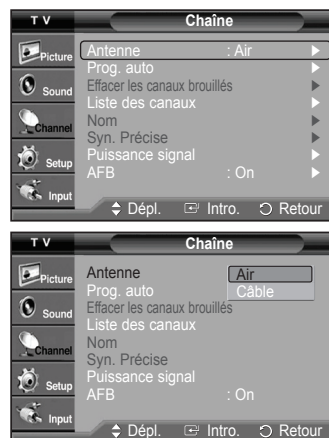 T V Chaîne
Picture
Sound
Channel
Setup
Input
Antenne : Air
Prog. auto
Effacer les canaux brouillés
Liste des canaux
Nom
Syn. Précise
Puissance signal
AFB : On
Dépl. Intro. Retour
T V Chaîne
Picture
Sound
Channel
Setup
Input
Antenne Air
Prog. auto Câble
Effacer les canaux brouillés
Liste des canaux
Nom
Syn. Précise
Puissance signal
AFB : On
Dépl. Intro. Retour